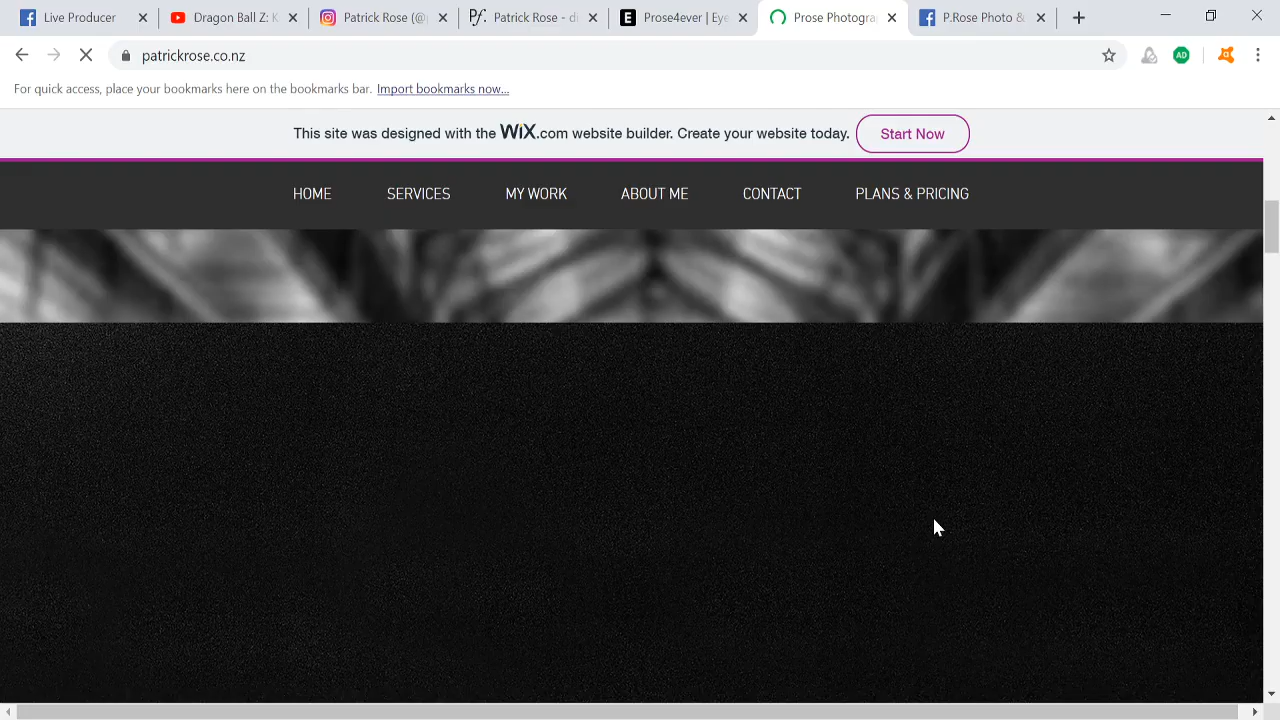 Live Producer
Dragon Ball Z: K
Patrick Rose (@
Patrick Rose - di
Prose4ever | Eye
Prose Photogra
P.Rose Photo &
patrickrose.co.nz
AD
For quick access, place your bookmarks here on the bookmarks bar. Import bookmarks now...
This site was designed with the WiX.com website builder. Create your website today. Start Now
HOME SERVICES MY WORK ABOUT ME CONTACT PLANS & PRICING